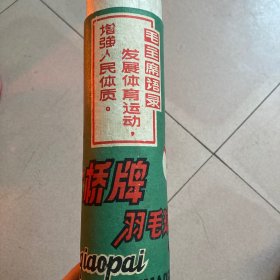 毛主席语录
发展体育运动，
增强人民体质。
桥牌
羽毛
iaopai